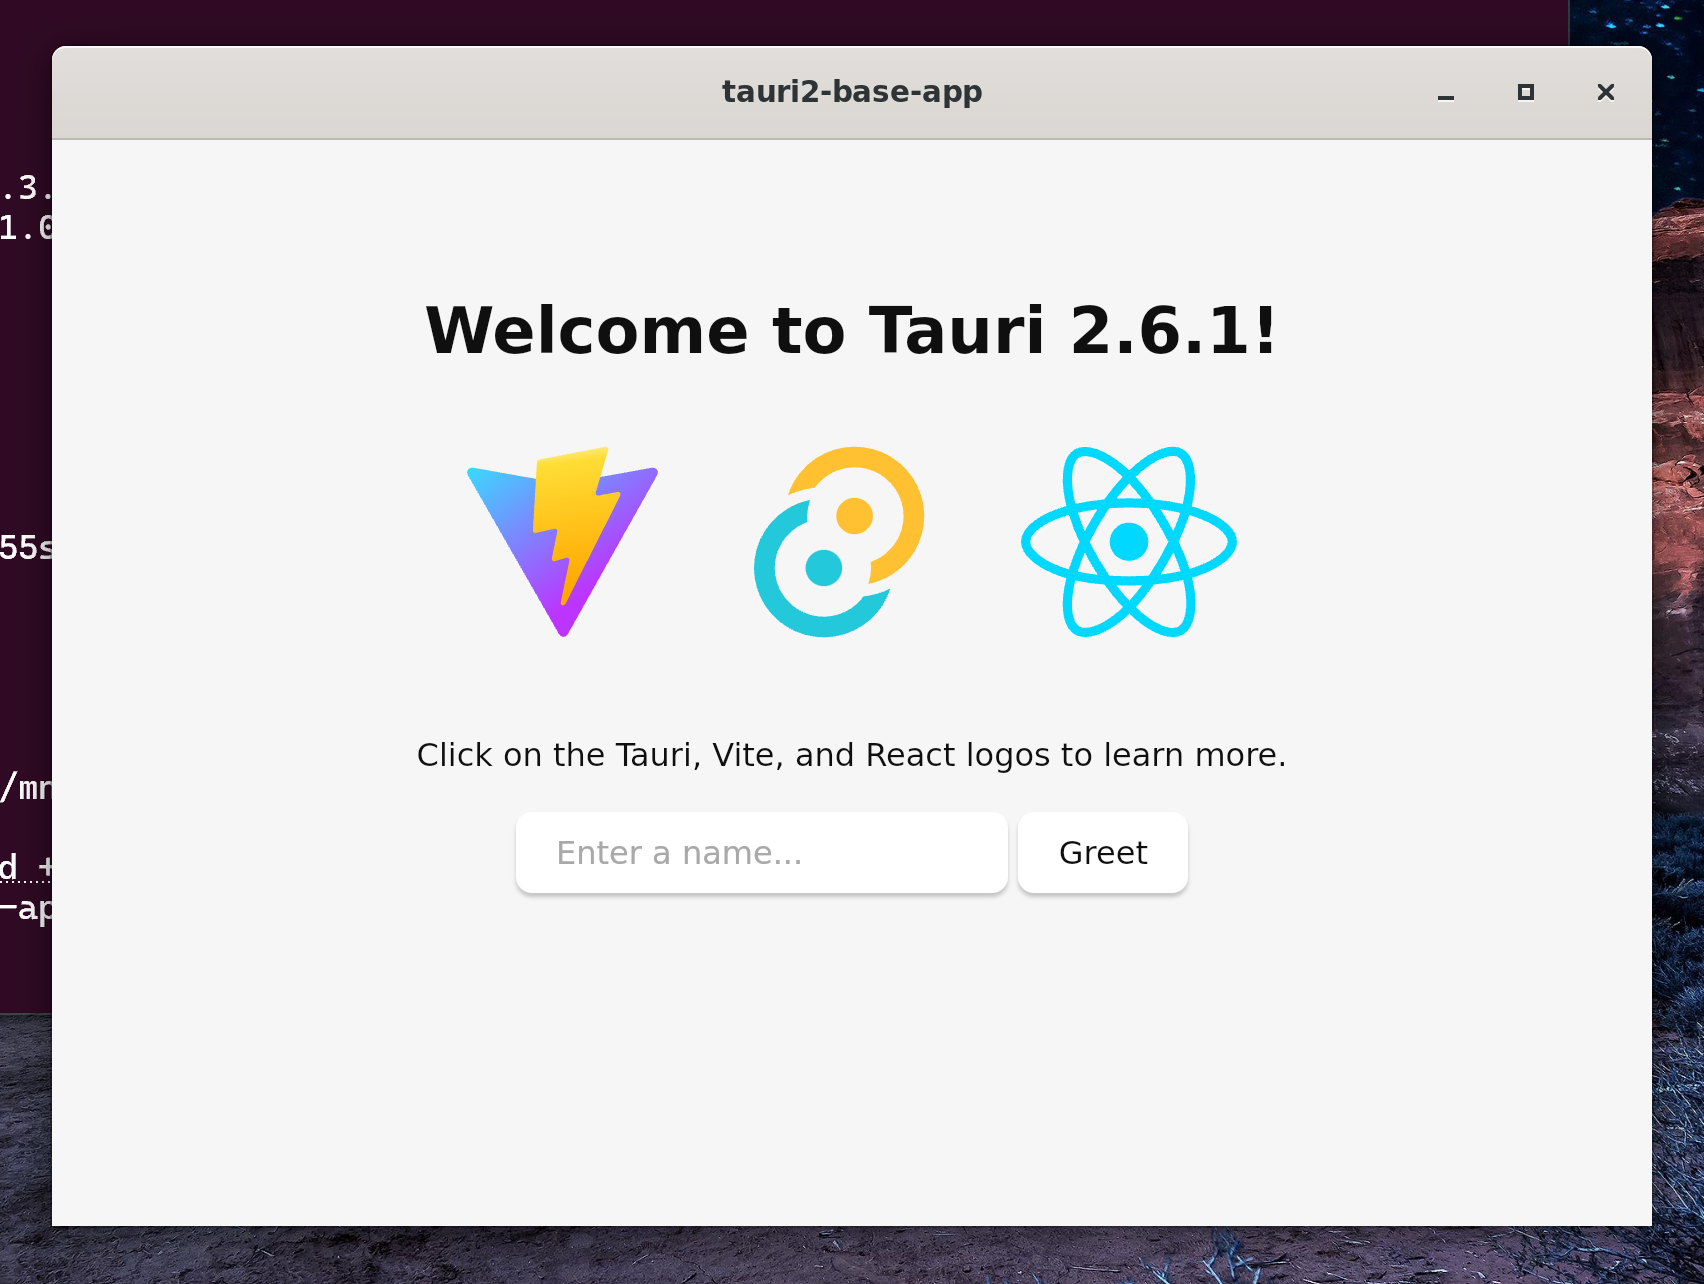 tauri2-base-app
.3.
1.0
Welcome to Tauri 2.6.1!
55s
Click on the Tauri, Vite, and React logos to learn more.
/mn
Enter a name...
Greet
d +
-ap